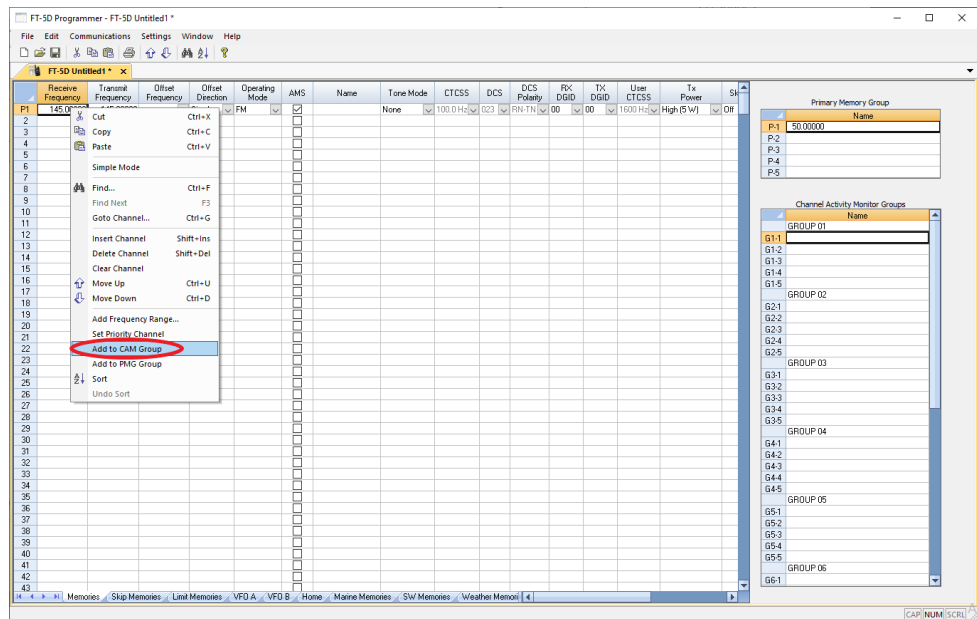 FT-5D Programmer - FT-5D Untitled1 *
File Edit Communications Settings Window Help
FT-5D Untitled1 * x
Receive Frequency Transmit Frequency Offset Frequency Offset Direction Operating Mode AMS Name Tone Mode CTCSS DCS DCS Polarity RX DGID TX DGID User CTCSS Tx Power Sk
P1 145.00000 FM None 100.0 Hz 023 RN-TN 00 00 1600 Hz High (5 W) Off
2
3
4
5
6
7
8
9
10
11
12
13
14
15
16
17
18
19
20
21
22
23
24
25
26
27
28
29
30
31
32
33
34
35
36
37
38
39
40
41
42
43
Cut Ctrl+X
Copy Ctrl+C
Paste Ctrl+V
Simple Mode
Find... Ctrl+F
Find Next F3
Goto Channel... Ctrl+G
Insert Channel Shift+Ins
Delete Channel Shift+Del
Clear Channel
Move Up Ctrl+U
Move Down Ctrl+D
Add Frequency Range...
Set Priority Channel
Add to CAM Group
Add to PMG Group
Sort
Undo Sort
Primary Memory Group
Name
P-1 50.00000
P-2
P-3
P-4
P-5
Channel Activity Monitor Groups
Name
GROUP 01
G1-1
G1-2
G1-3
G1-4
G1-5
GROUP 02
G2-1
G2-2
G2-3
G2-4
G2-5
GROUP 03
G3-1
G3-2
G3-3
G3-4
G3-5
GROUP 04
G4-1
G4-2
G4-3
G4-4
G4-5
GROUP 05
G5-1
G5-2
G5-3
G5-4
G5-5
GROUP 06
G6-1
Memories Skip Memories Limit Memories VFO A VFO B Home Marine Memories SW Memories Weather Memori
CAP NUM SCRL